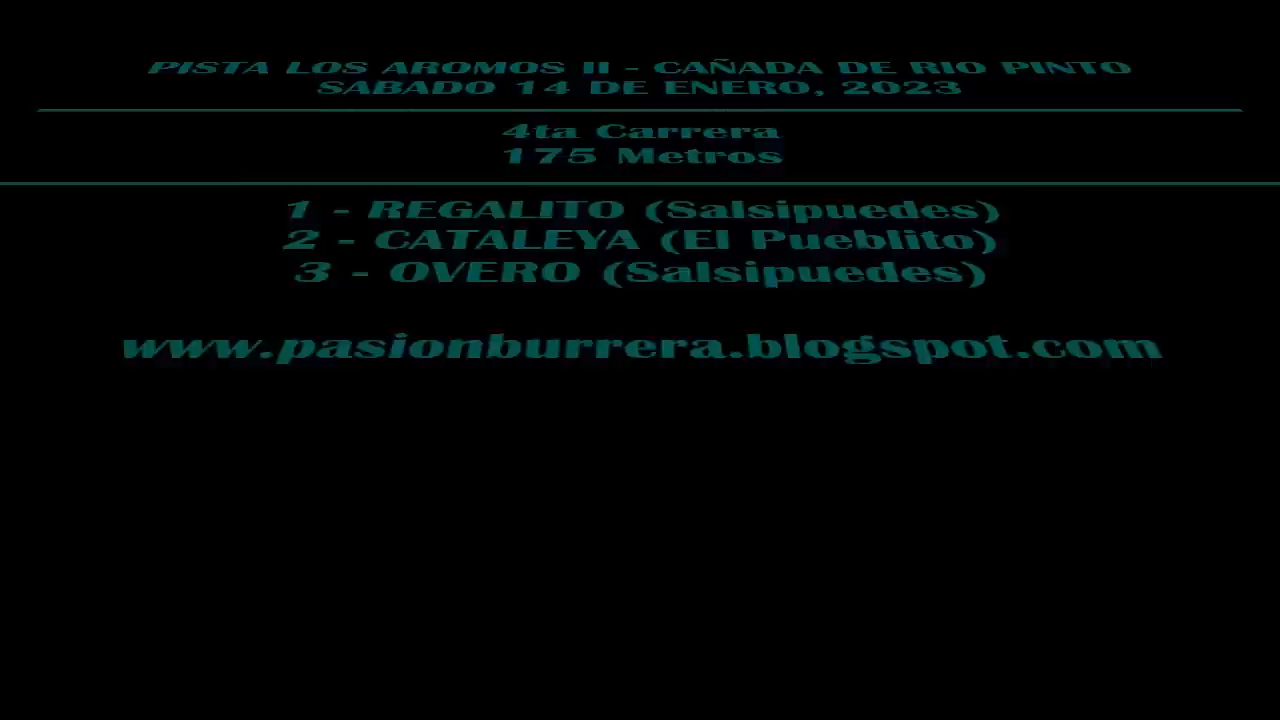 PISTA LOS AROMOS II - CAÑADA DE RIO PINTO
SABADO 14 DE ENERO, 2023
4ta Carrera
175 Metros
1 - REGALITO (Salsipuedes)
2 - CATALEYA (El Pueblito)
3 - OVERO (Salsipuedes)
www.pasionburrera.blogspot.com